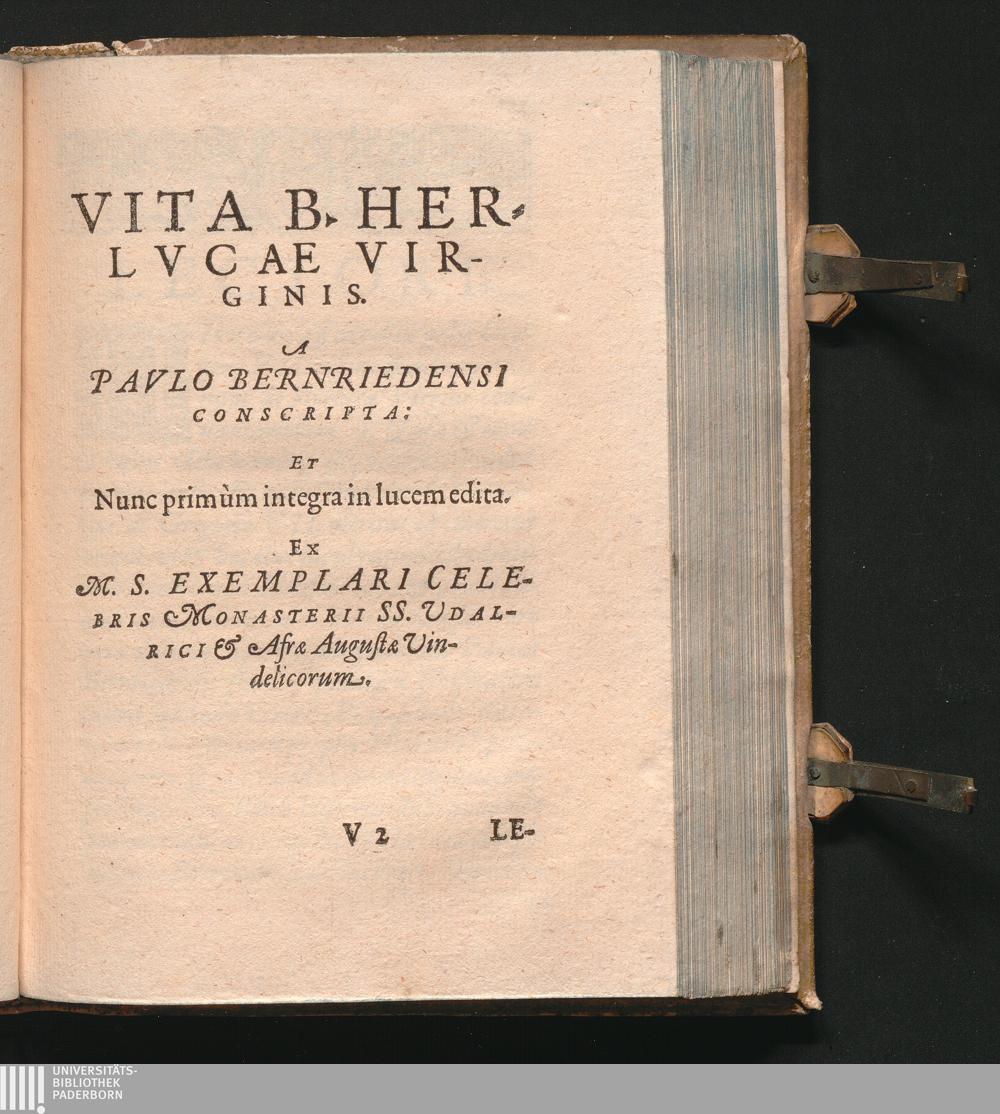 VITA B. HER-
LVCAE VIR-
GINIS.
A
PAVLO BERNRIEDENSI
CONSCRIPTA:
ET
Nunc primùm integra in lucem edita.
Ex
M. S. EXEMPLARI CELE-
BRIS MONASTERII SS. UDAL-
RICI & Afræ Augustæ Vin-
delicorum.
V 2 LE-
UNIVERSITÄTS-
BIBLIOTHEK
PADERBORN